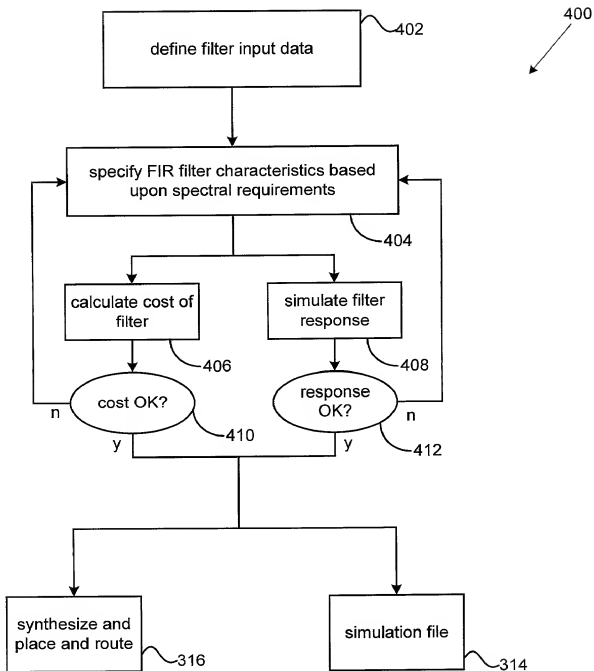 400
define filter input data
402
specify FIR filter characteristics based
upon spectral requirements
404
calculate cost of
filter
406
simulate filter
response
408
cost OK?
n
y
410
response
OK?
n
y
412
synthesize and
place and route
316
simulation file
314